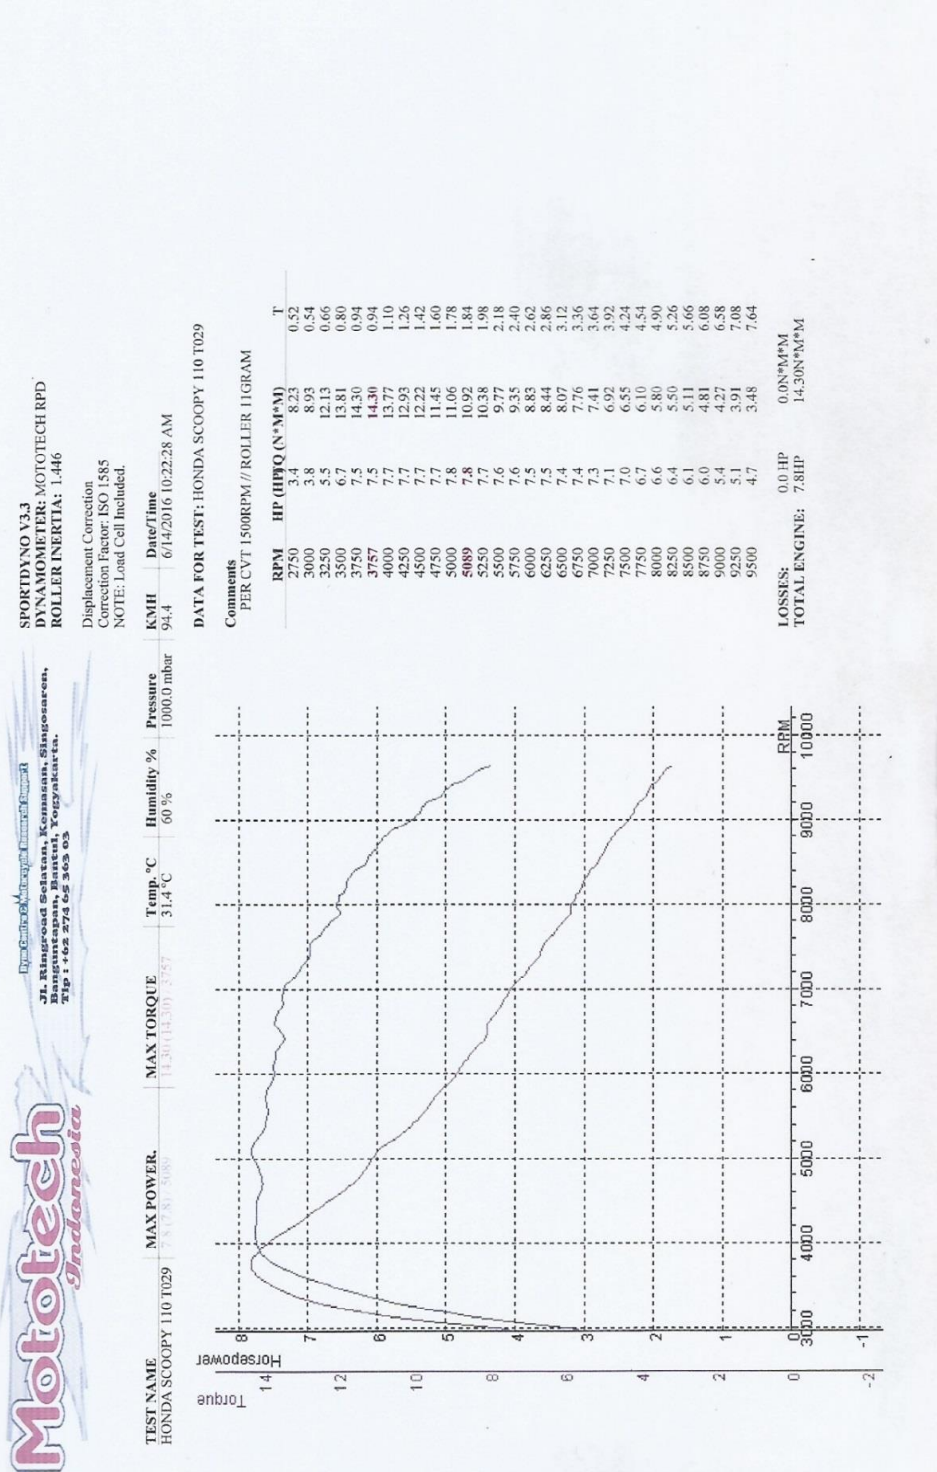 Mototech
Indonesia
Jl. Ringroad Selatan, Kemasan, Singosaren,
Banguntapan, Bantul, Yogyakarta.
Tlp : +62 274 65 363 03
SPORTDYNO V3.3
DYNAMOMETER: MOTOTECH RPD
ROLLER INERTIA: 1.446
Displacement Correction
Correction Factor: ISO 1585
NOTE: Load Cell Included.
TEST NAME MAX POWER. MAX TORQUE Temp. °C Humidity % Pressure KMH Date/Time
HONDA SCOOPY 110 T029 7.8 (7.8) - 5089 14.30 (14.30) - 3757 31.4 °C 60 % 1000.0 mbar 94.4 6/14/2016 10:22:28 AM
DATA FOR TEST: HONDA SCOOPY 110 T029
Comments
PER CVT 1500RPM // ROLLER 11GRAM
Torque
Horsepower
14
12
10
8
6
4
2
0
-2
8
7
6
5
4
3
2
1
0
-1
3000 4000 5000 6000 7000 8000 9000 10000
RPM
RPM HP (HP) TQ (N*M*M) T
2750 3.4 8.23 0.52
3000 3.8 8.93 0.54
3250 5.5 12.13 0.66
3500 6.7 13.81 0.80
3750 7.5 14.30 0.94
3757 7.5 14.30 0.94
4000 7.7 13.77 1.10
4250 7.7 12.93 1.26
4500 7.7 12.22 1.42
4750 7.7 11.45 1.60
5000 7.8 11.06 1.78
5089 7.8 10.92 1.84
5250 7.7 10.38 1.98
5500 7.6 9.77 2.18
5750 7.6 9.35 2.40
6000 7.5 8.83 2.62
6250 7.5 8.44 2.86
6500 7.4 8.07 3.12
6750 7.4 7.76 3.36
7000 7.3 7.41 3.64
7250 7.1 6.92 3.92
7500 7.0 6.55 4.24
7750 6.7 6.10 4.54
8000 6.6 5.80 4.90
8250 6.4 5.50 5.26
8500 6.1 5.11 5.66
8750 6.0 4.81 6.08
9000 5.4 4.27 6.58
9250 5.1 3.91 7.08
9500 4.7 3.48 7.64
LOSSES: 0.0 HP 0.0N*M*M
TOTAL ENGINE: 7.8HP 14.30N*M*M